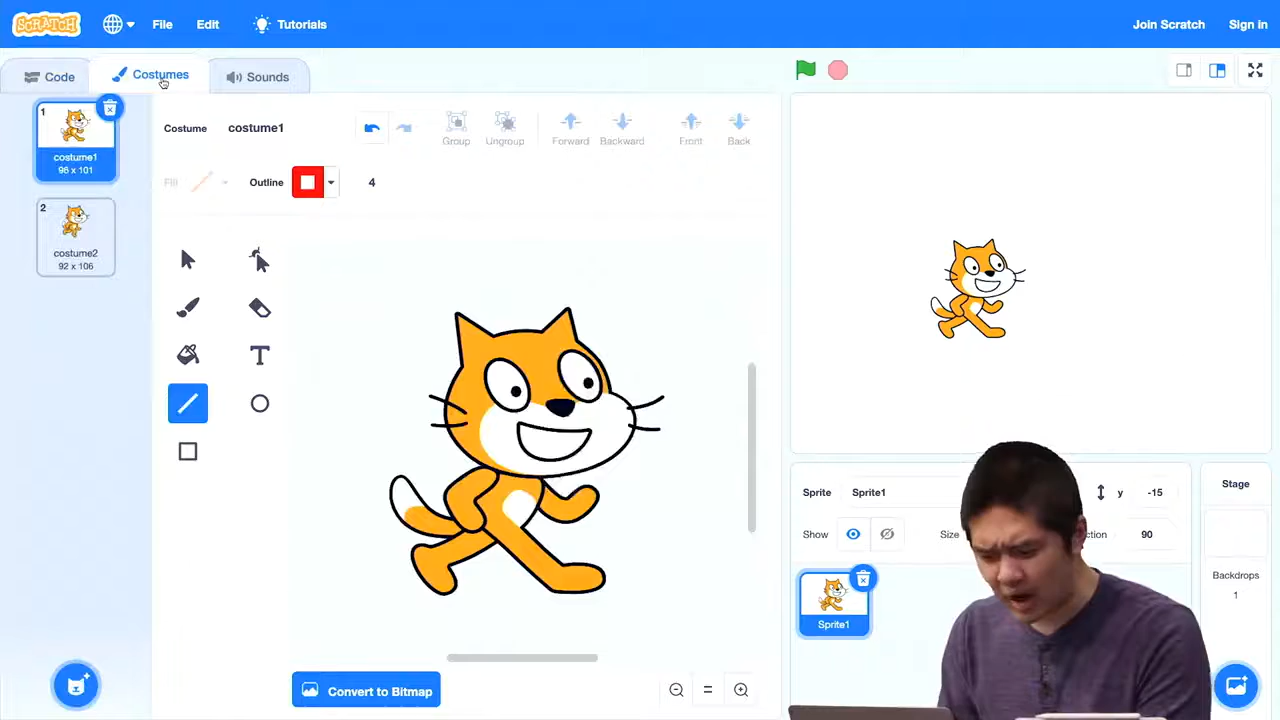 SCRATCH File Edit Tutorials Join Scratch Sign in
Code Costumes Sounds
1
costume1
96 x 101
2
costume2
92 x 106
Costume costume1
Group Ungroup Forward Backward Front Back
Fill Outline 4
T
Convert to Bitmap
Sprite Sprite1 y -15
Show Size ction 90
Sprite1
Stage
Backdrops
1